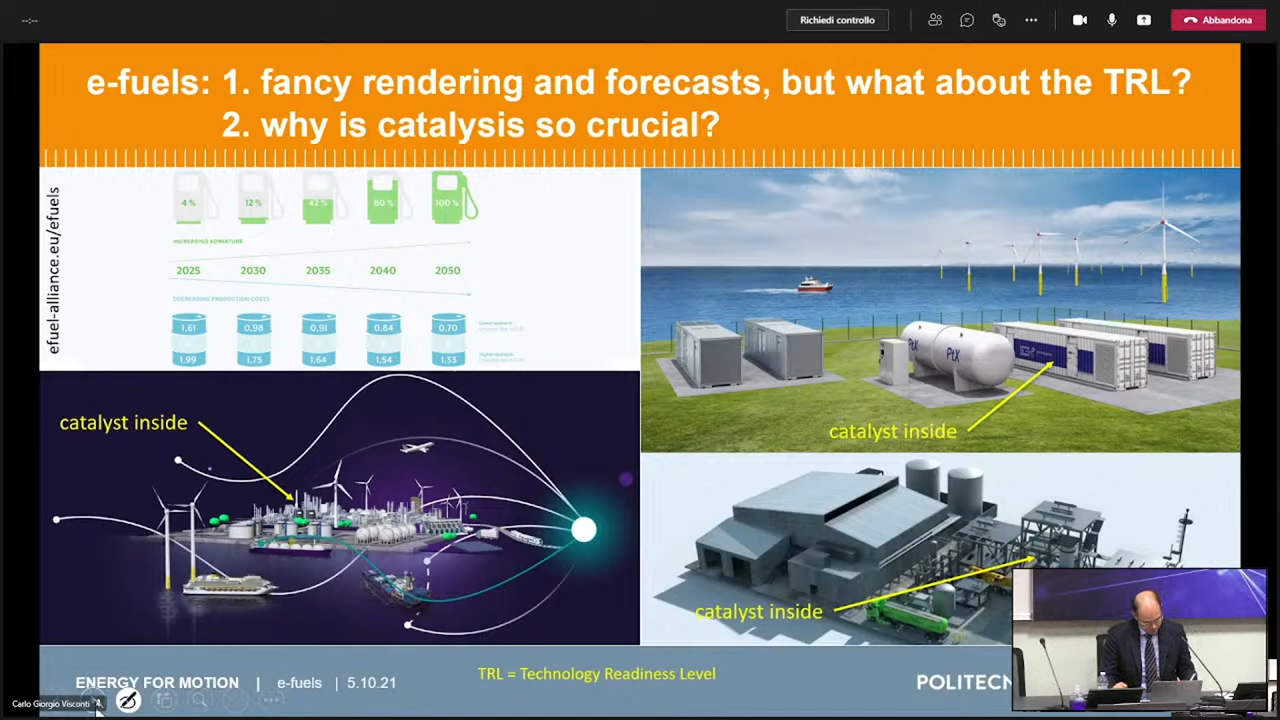 --:--
Richiedi controllo
Abbandona
e-fuels: 1. fancy rendering and forecasts, but what about the TRL?
2. why is catalysis so crucial?
efuel-alliance.eu/efuels
4 % 12 % 42 % 80 % 100 %
INCREASING ADMIXTURE
2025 2030 2035 2040 2050
DECREASING PRODUCTION COSTS
1,61 0,98 0,91 0,84 0,70
1,99 1,75 1,64 1,54 1,33
PtX PtX
catalyst inside
catalyst inside
catalyst inside
TRL = Technology Readiness Level
ENERGY FOR MOTION | e-fuels | 5.10.21
POLITECN
Carlo Giorgio Visconti